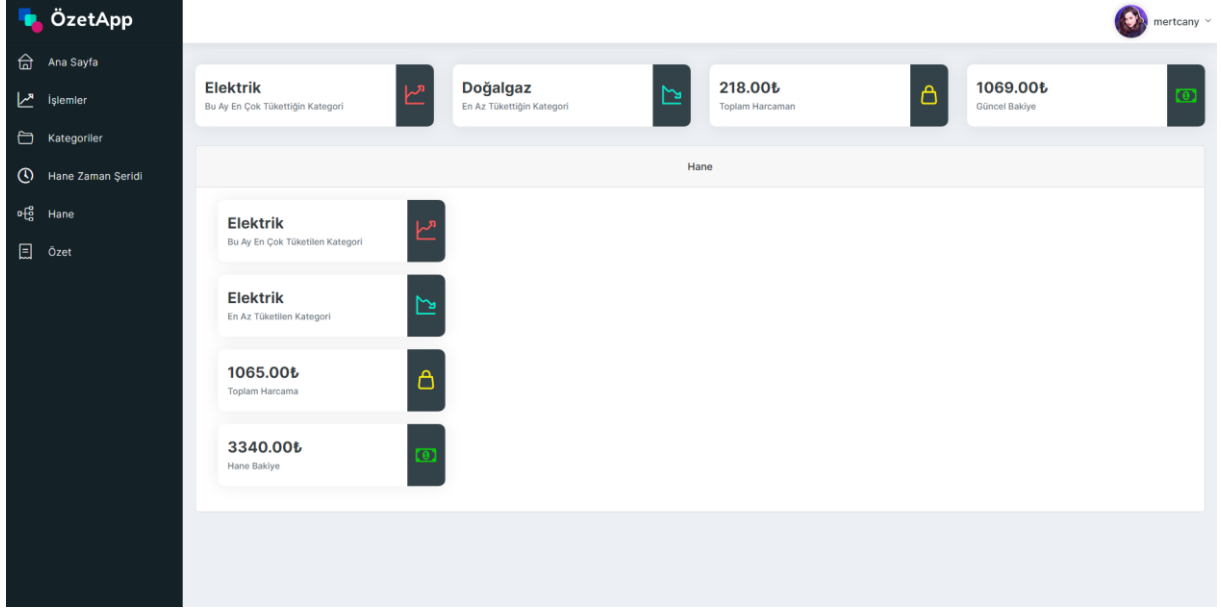 ÖzetApp
mertcany
Ana Sayfa
İşlemler
Kategoriler
Hane Zaman Şeridi
Hane
Özet
Elektrik
Bu Ay En Çok Tükettiğin Kategori
Doğalgaz
En Az Tükettiğin Kategori
218.00₺
Toplam Harcaman
1069.00₺
Güncel Bakiye
Hane
Elektrik
Bu Ay En Çok Tüketilen Kategori
Elektrik
En Az Tüketilen Kategori
1065.00₺
Toplam Harcama
3340.00₺
Hane Bakiye